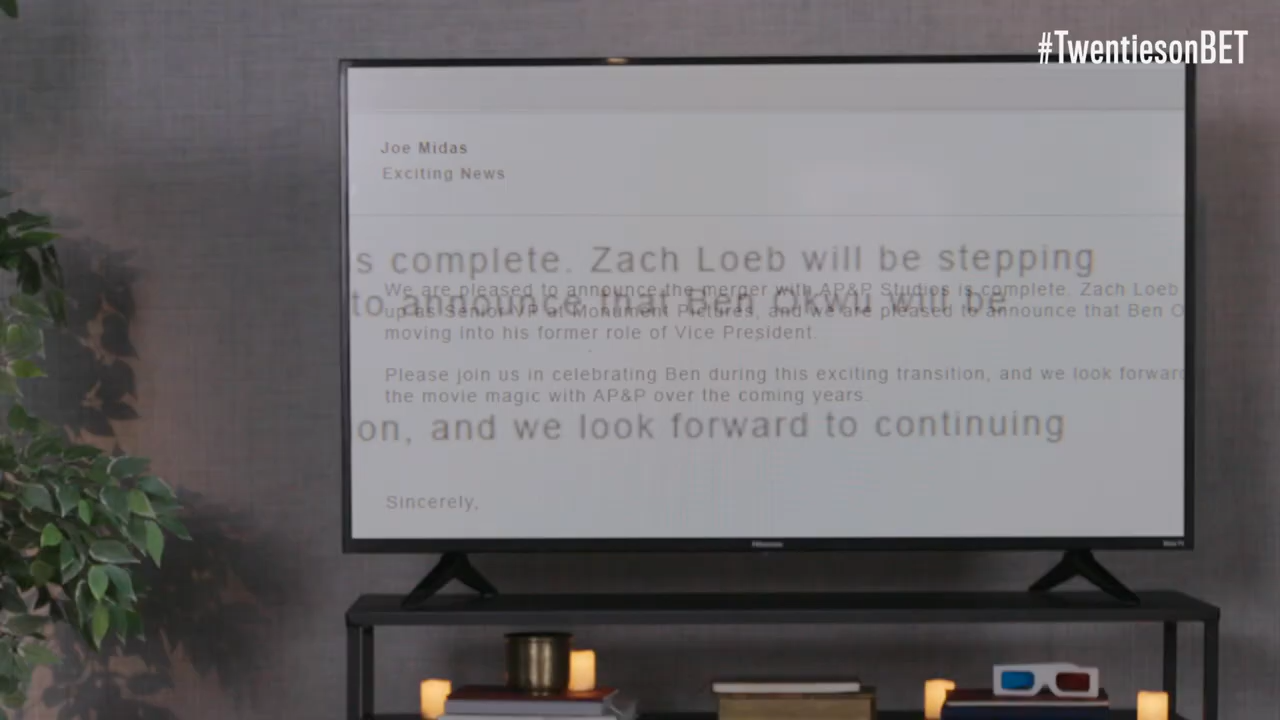 #TwentiesonBET
Joe Midas
Exciting News
s complete. Zach Loeb will be stepping
We are pleased to announce the merger with AP&P Studios is complete. Zach Loeb
to announce that Ben Okwu will be
up as Senior VP at Monument Pictures, and we are pleased to announce that Ben O
moving into his former role of Vice President.
Please join us in celebrating Ben during this exciting transition, and we look forward
the movie magic with AP&P over the coming years.
on, and we look forward to continuing
Sincerely,
Hisense